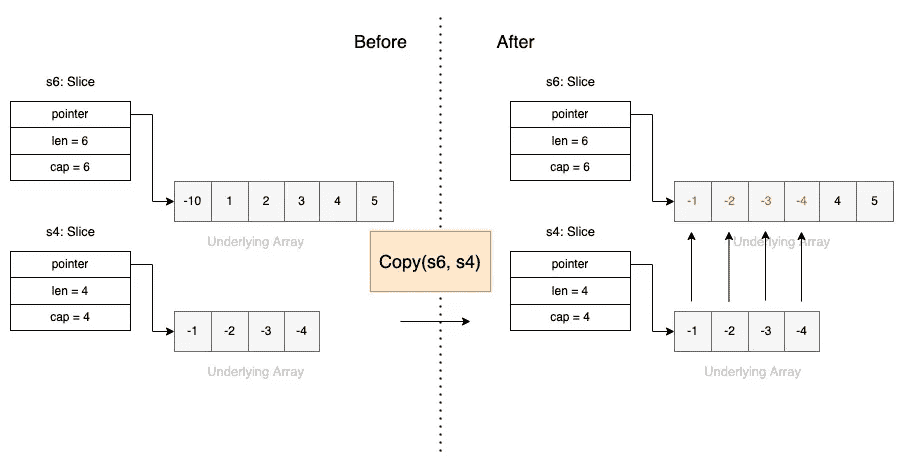 Before
After
s6: Slice
pointer
len = 6
cap = 6
-10 1 2 3 4 5
Underlying Array
s4: Slice
pointer
len = 4
cap = 4
-1 -2 -3 -4
Underlying Array
Copy(s6, s4)
s6: Slice
pointer
len = 6
cap = 6
-1 -2 -3 -4 4 5
Underlying Array
s4: Slice
pointer
len = 4
cap = 4
-1 -2 -3 -4
Underlying Array